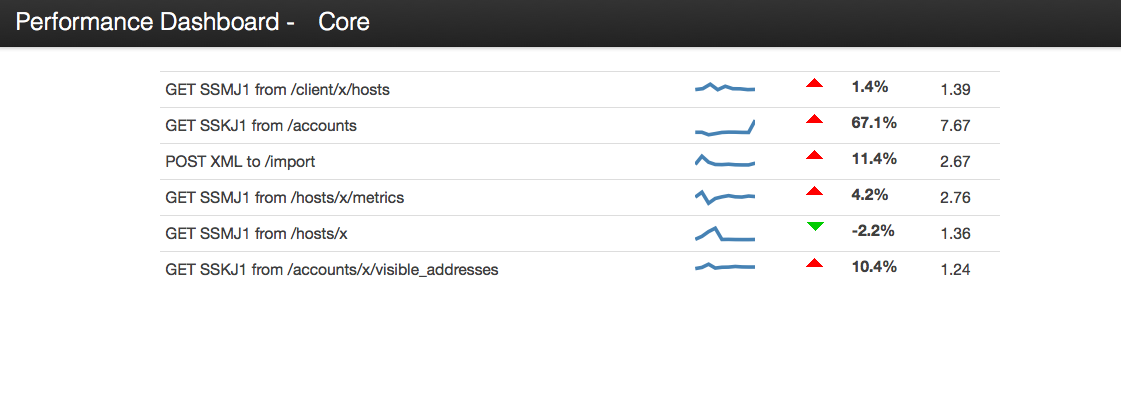 Performance Dashboard - Core
GET SSMJ1 from /client/x/hosts 1.4% 1.39
GET SSKJ1 from /accounts 67.1% 7.67
POST XML to /import 11.4% 2.67
GET SSMJ1 from /hosts/x/metrics 4.2% 2.76
GET SSMJ1 from /hosts/x -2.2% 1.36
GET SSKJ1 from /accounts/x/visible_addresses 10.4% 1.24